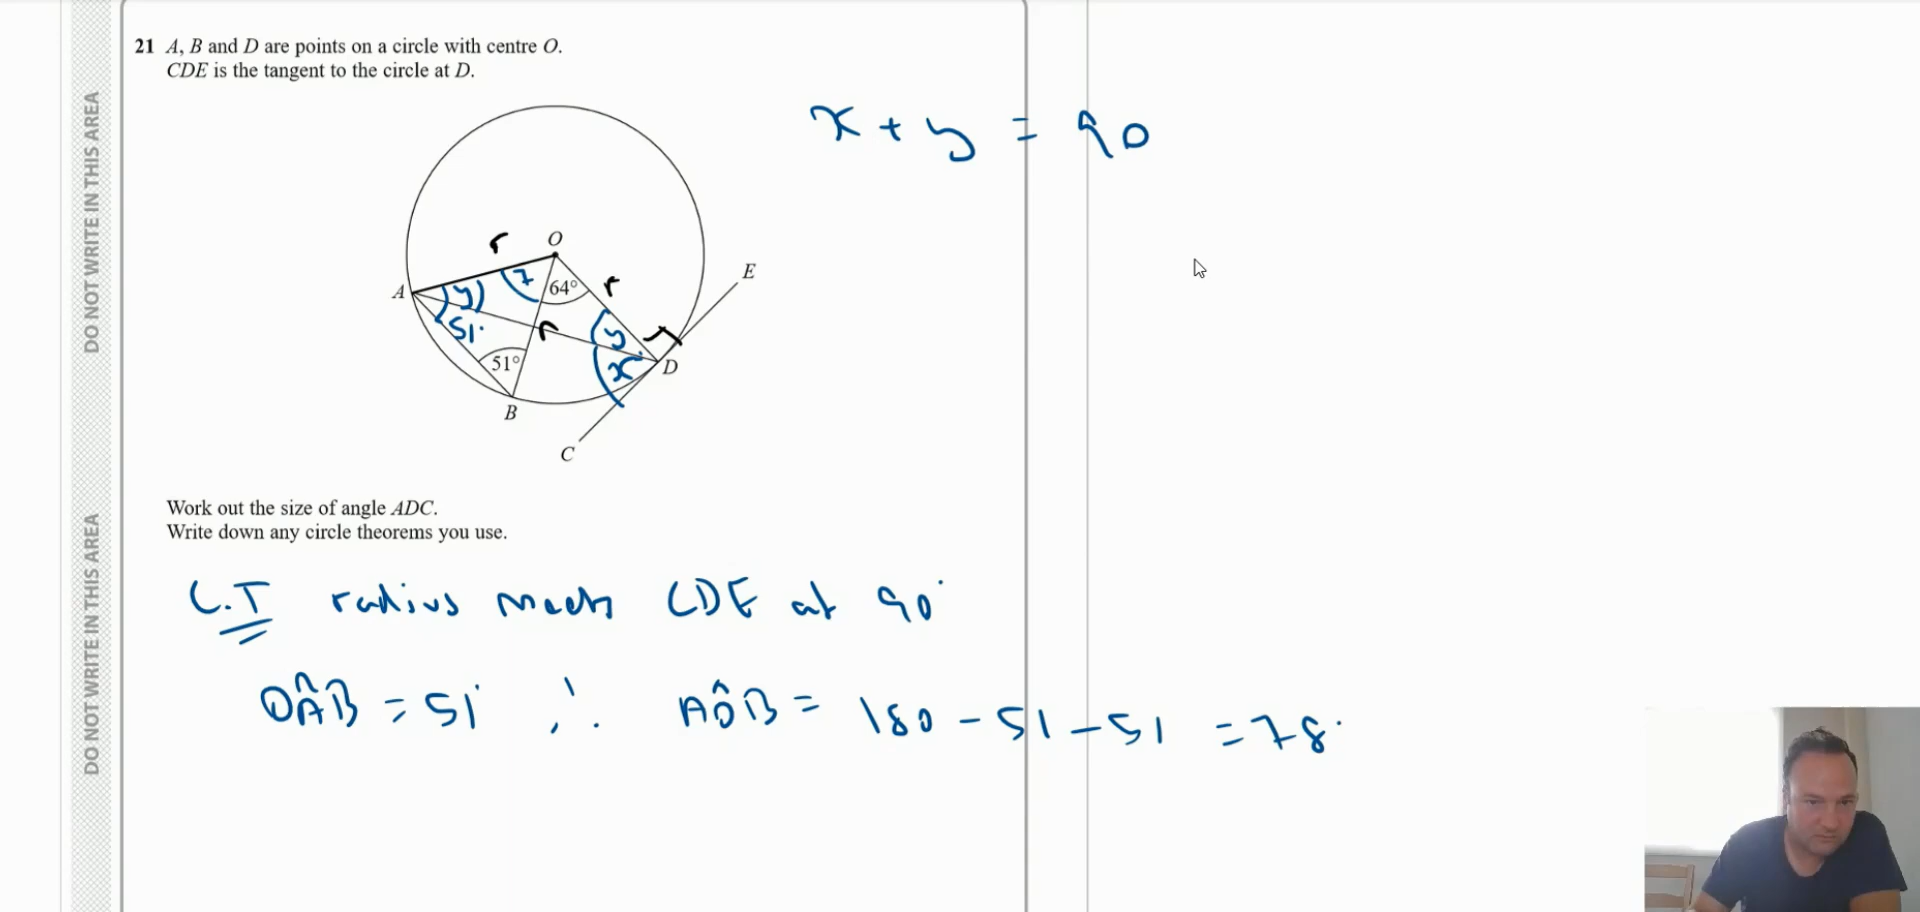 DO NOT WRITE IN THIS AREA
DO NOT WRITE IN THIS AREA
21 A, B and D are points on a circle with centre O.
CDE is the tangent to the circle at D.
x + y = 90
r
O
E
A
y
7
64°
r
51°
r
y
51°
x
D
B
C
Work out the size of angle ADC.
Write down any circle theorems you use.
C.T radius meets CDE at 90°
OÂB = 51° ∴ AÔB = 180 - 51 - 51 = 78°